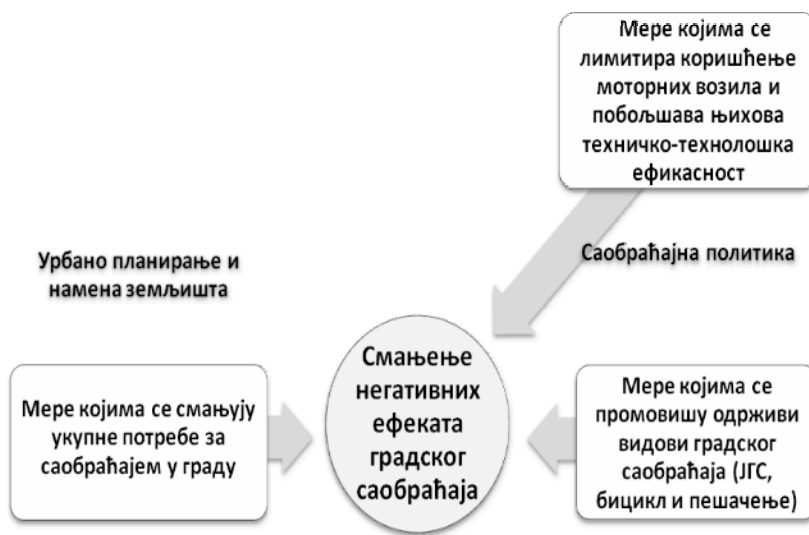 Мере којима се
лимитира коришћење
моторних возила и
побољшава њихова
техничко-технолошка
ефикасност
Урбано планирање и
намена земљишта
Саобраћајна политика
Мере којима се смањују
укупне потребе за
саобраћајем у граду
Смањење
негативних
ефеката
градског
саобраћаја
Мере којима се
промовишу одрживи
видови градског
саобраћаја (ЈГС,
бицикл и пешачење)